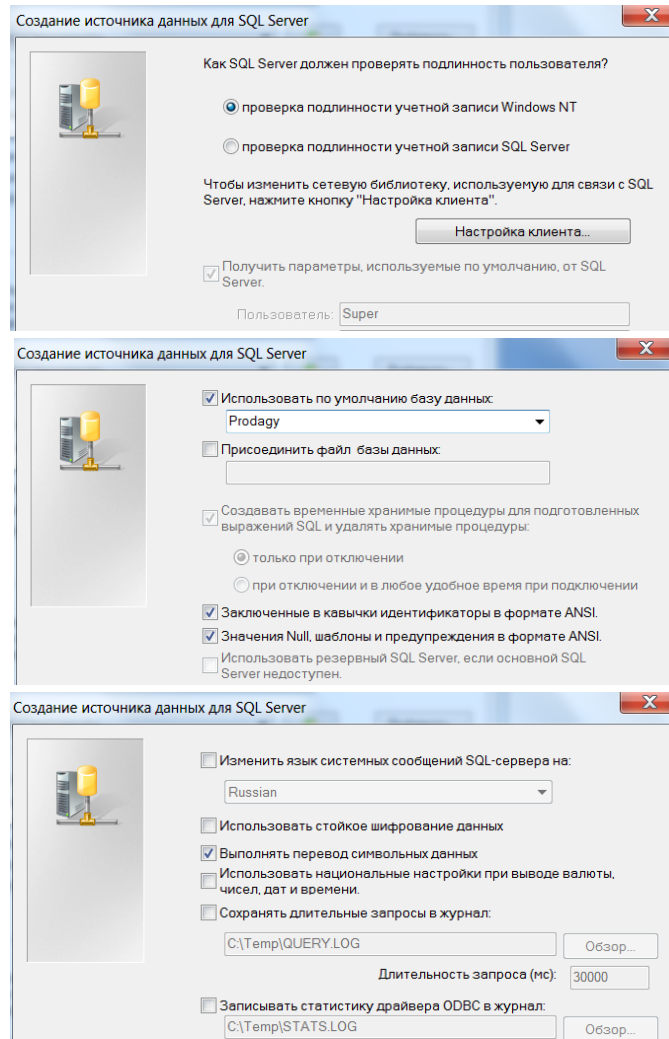 Создание источника данных для SQL Server
Как SQL Server должен проверять подлинность пользователя?
проверка подлинности учетной записи Windows NT
проверка подлинности учетной записи SQL Server
Чтобы изменить сетевую библиотеку, используемую для связи с SQL
Server, нажмите кнопку "Настройка клиента".
Настройка клиента...
Получить параметры, используемые по умолчанию, от SQL
Server.
Пользователь: Super
Создание источника данных для SQL Server
Использовать по умолчанию базу данных:
Prodagy
Присоединить файл базы данных:
Создавать временные хранимые процедуры для подготовленных
выражений SQL и удалять хранимые процедуры:
только при отключении
при отключении и в любое удобное время при подключении
Заключенные в кавычки идентификаторы в формате ANSI.
Значения Null, шаблоны и предупреждения в формате ANSI.
Использовать резервный SQL Server, если основной SQL
Server недоступен.
Создание источника данных для SQL Server
Изменить язык системных сообщений SQL-сервера на:
Russian
Использовать стойкое шифрование данных
Выполнять перевод символьных данных
Использовать национальные настройки при выводе валюты,
чисел, дат и времени.
Сохранять длительные запросы в журнал:
C:\Temp\QUERY.LOG
Обзор...
Длительность запроса (мс): 30000
Записывать статистику драйвера ODBC в журнал:
C:\Temp\STATS.LOG
Обзор...